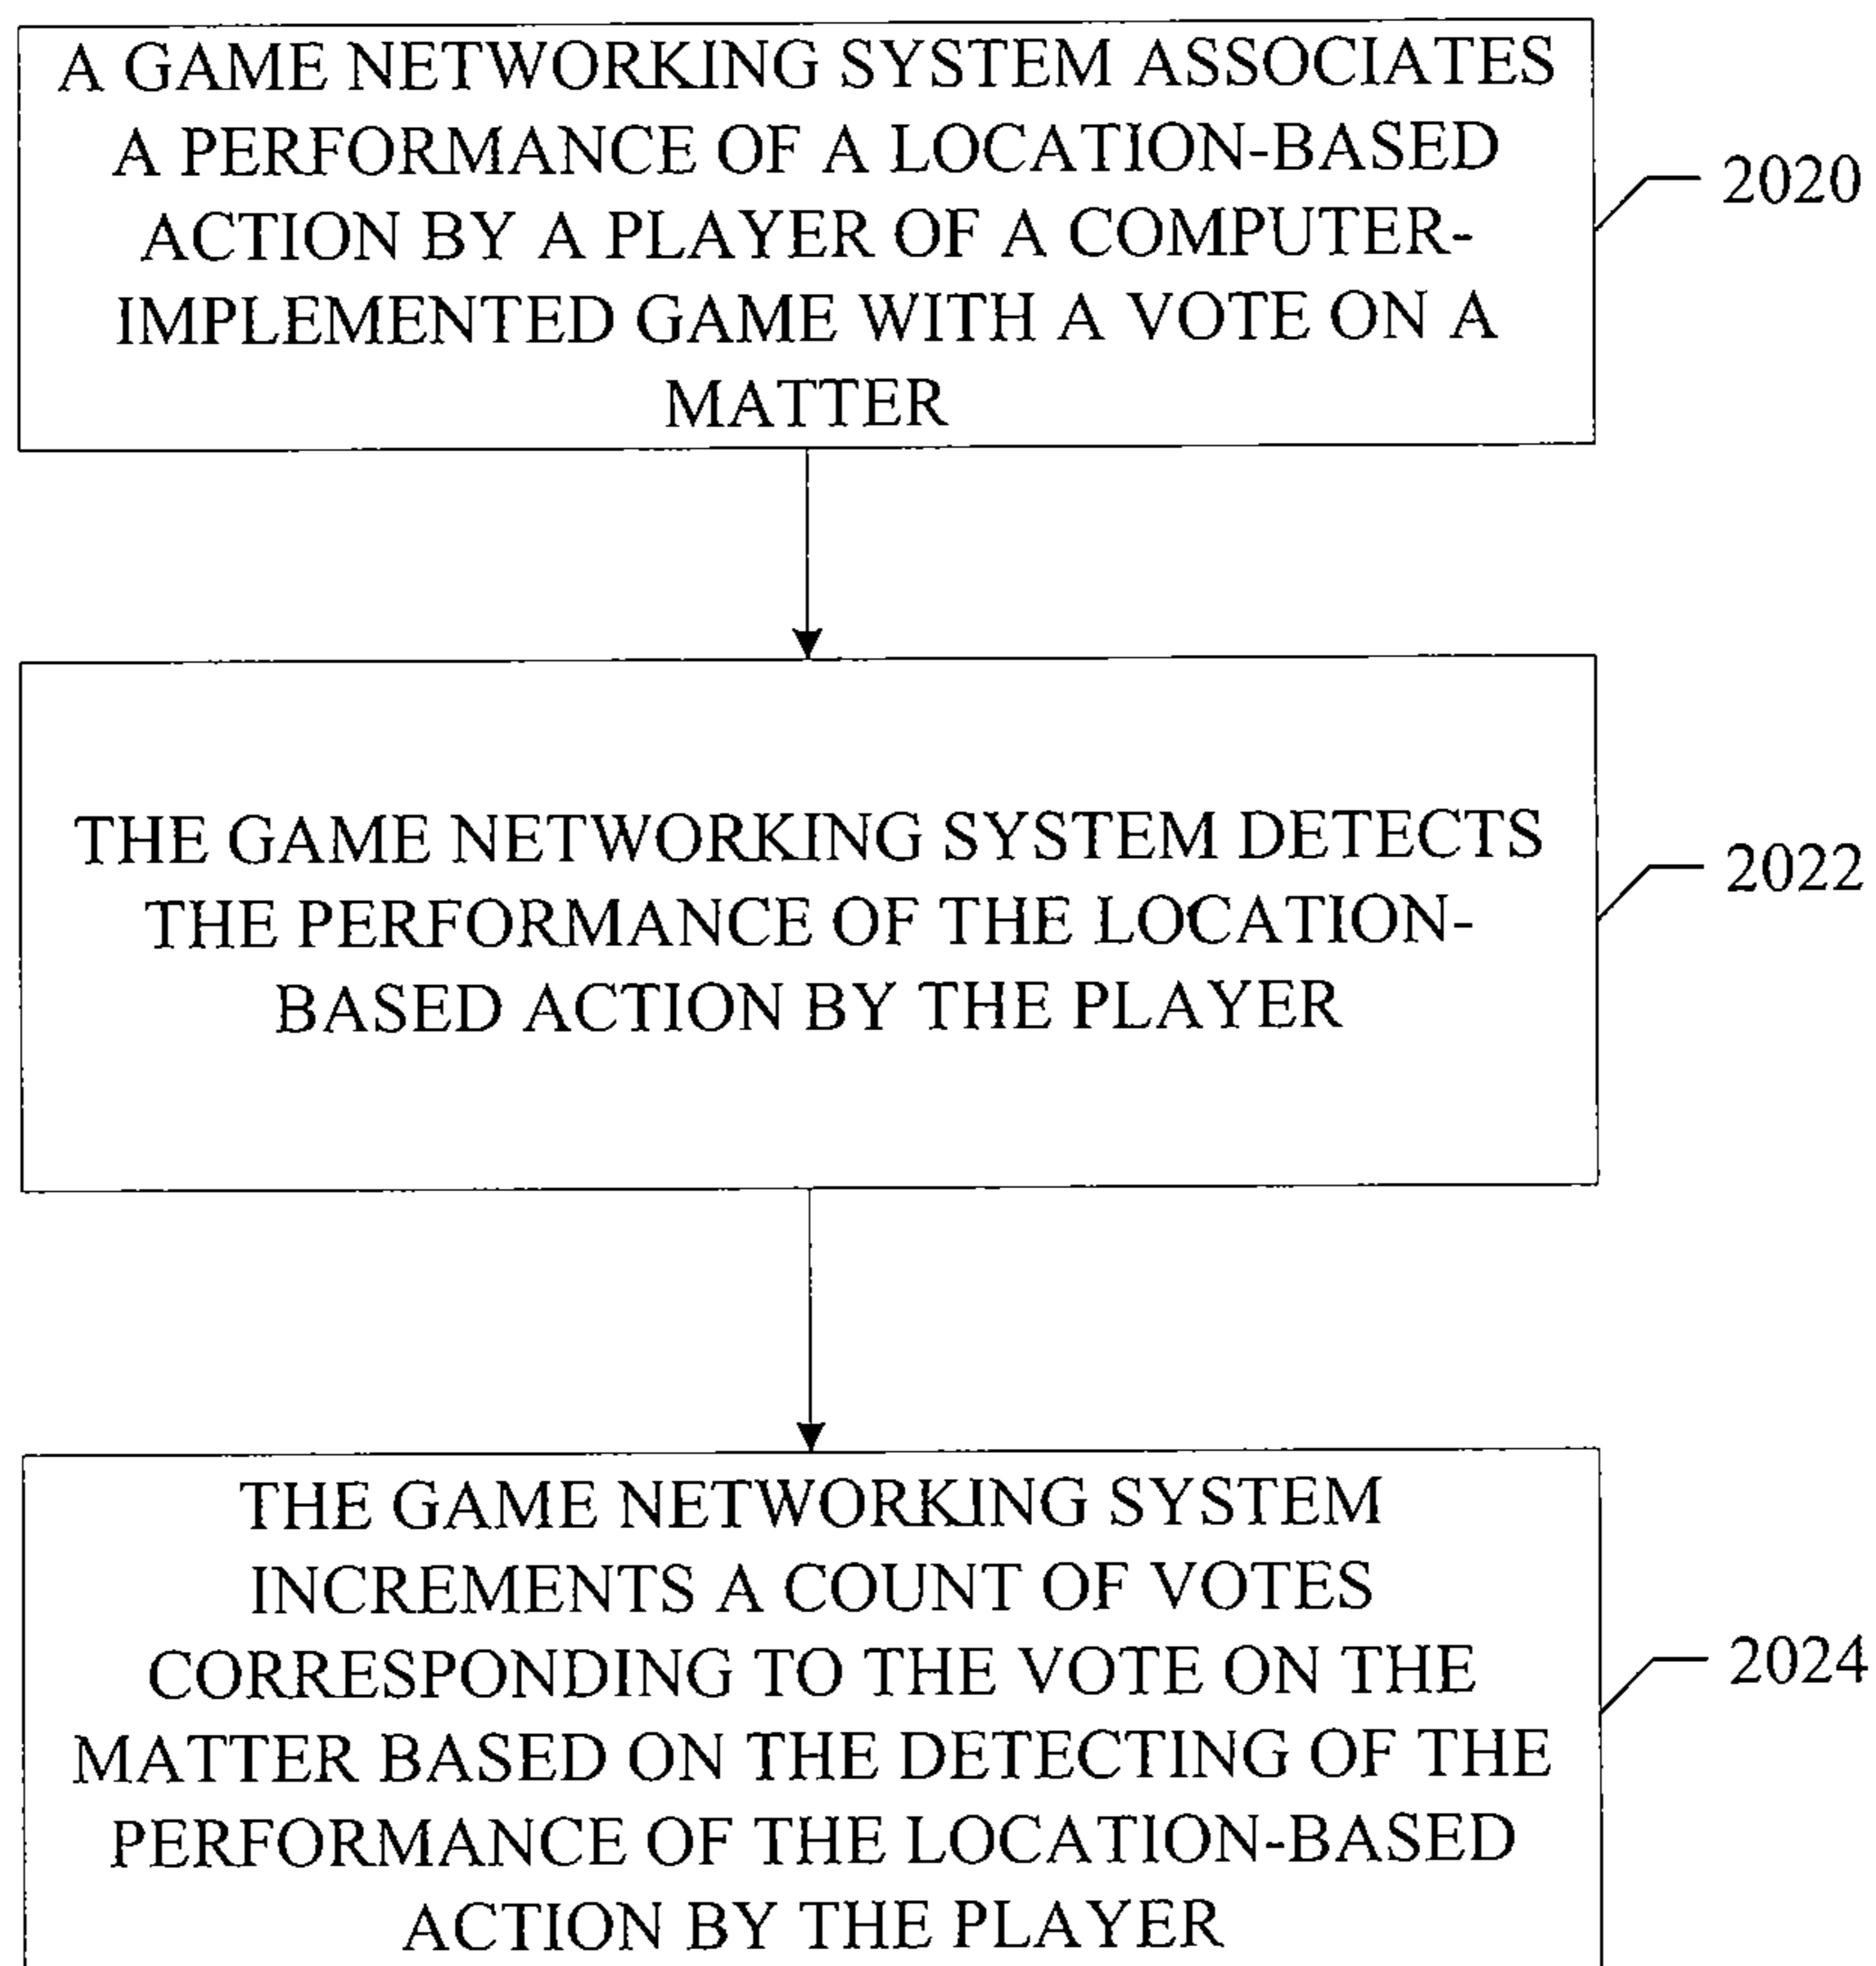 A GAME NETWORKING SYSTEM ASSOCIATES
A PERFORMANCE OF A LOCATION-BASED
ACTION BY A PLAYER OF A COMPUTER-
IMPLEMENTED GAME WITH A VOTE ON A
MATTER
2020
THE GAME NETWORKING SYSTEM DETECTS
THE PERFORMANCE OF THE LOCATION-
BASED ACTION BY THE PLAYER
2022
THE GAME NETWORKING SYSTEM
INCREMENTS A COUNT OF VOTES
CORRESPONDING TO THE VOTE ON THE
MATTER BASED ON THE DETECTING OF THE
PERFORMANCE OF THE LOCATION-BASED
ACTION BY THE PLAYER
2024